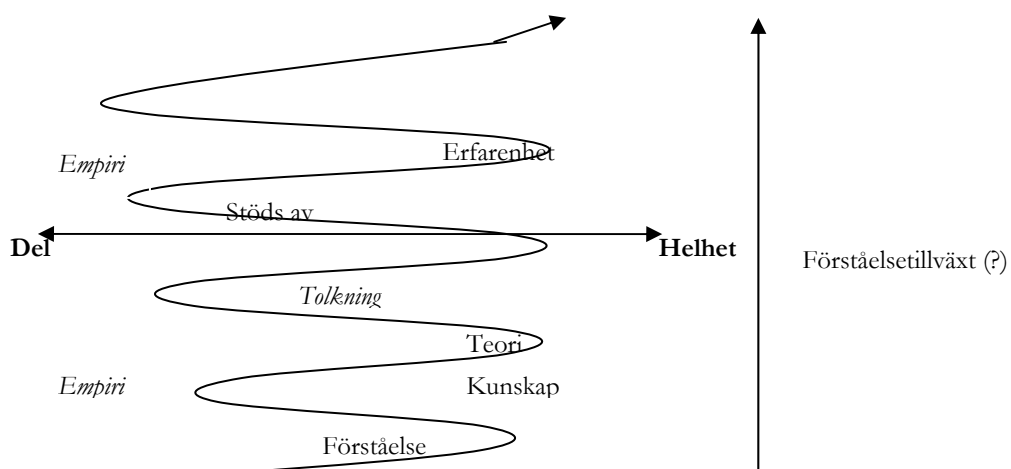 Erfarenhet
Empiri
Stöds av
Del
Helhet
Förståelsetillväxt (?)
Tolkning
Teori
Empiri
Kunskap
Förståelse